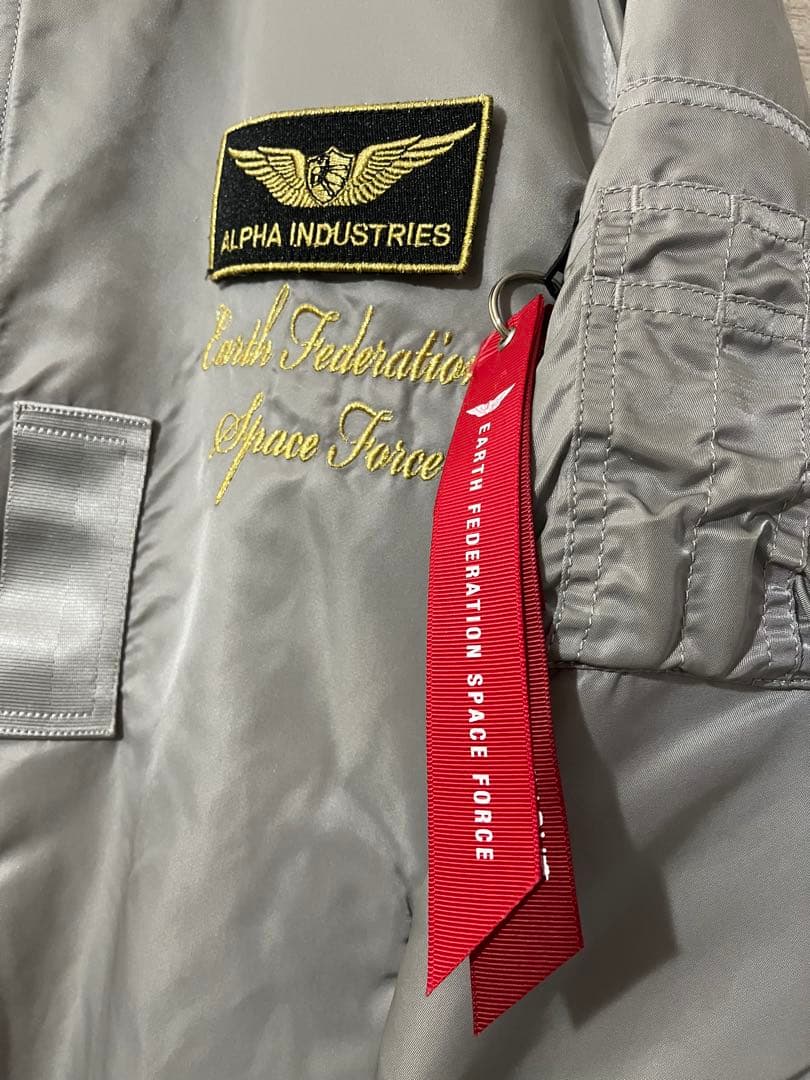 ALPHA INDUSTRIES
Earth Federation
Space Force
EARTH FEDERATION SPACE FORCE